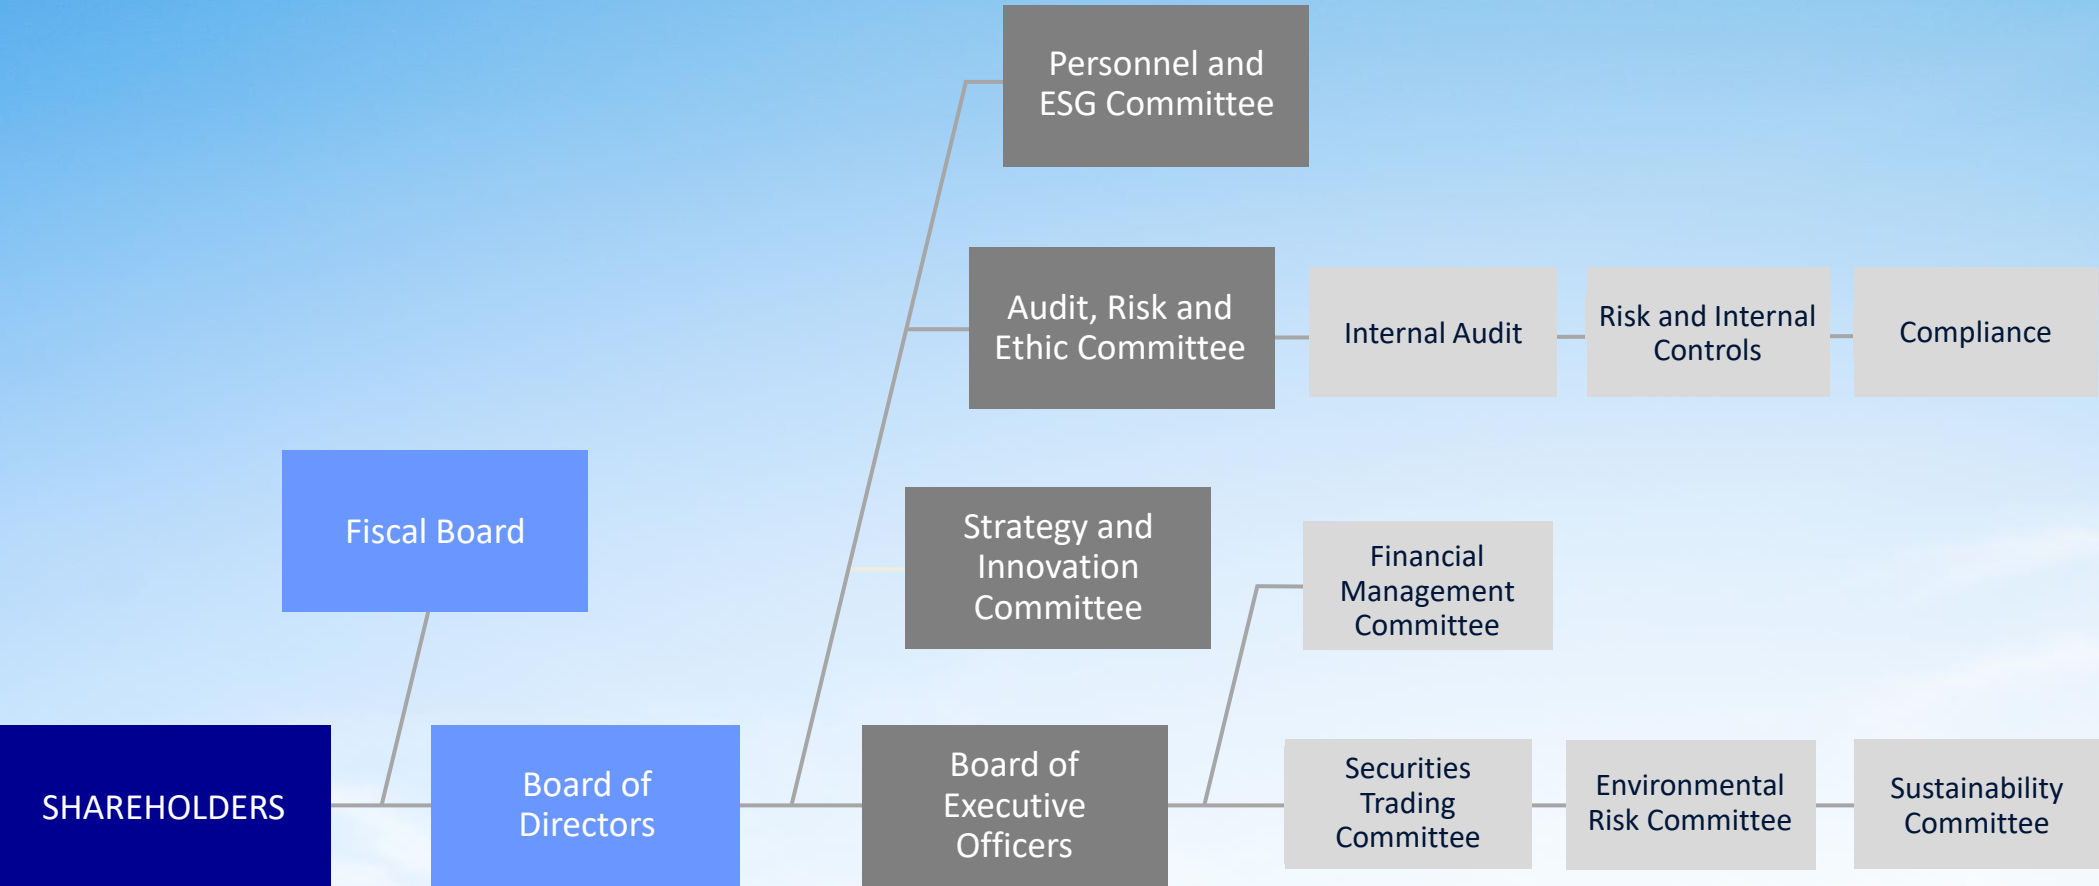 Personnel and
ESG Committee
Audit, Risk and
Ethic Committee
Internal Audit
Risk and Internal
Controls
Compliance
Fiscal Board
Strategy and
Innovation
Committee
Financial
Management
Committee
SHAREHOLDERS
Board of
Directors
Board of
Executive
Officers
Securities
Trading
Committee
Environmental
Risk Committee
Sustainability
Committee